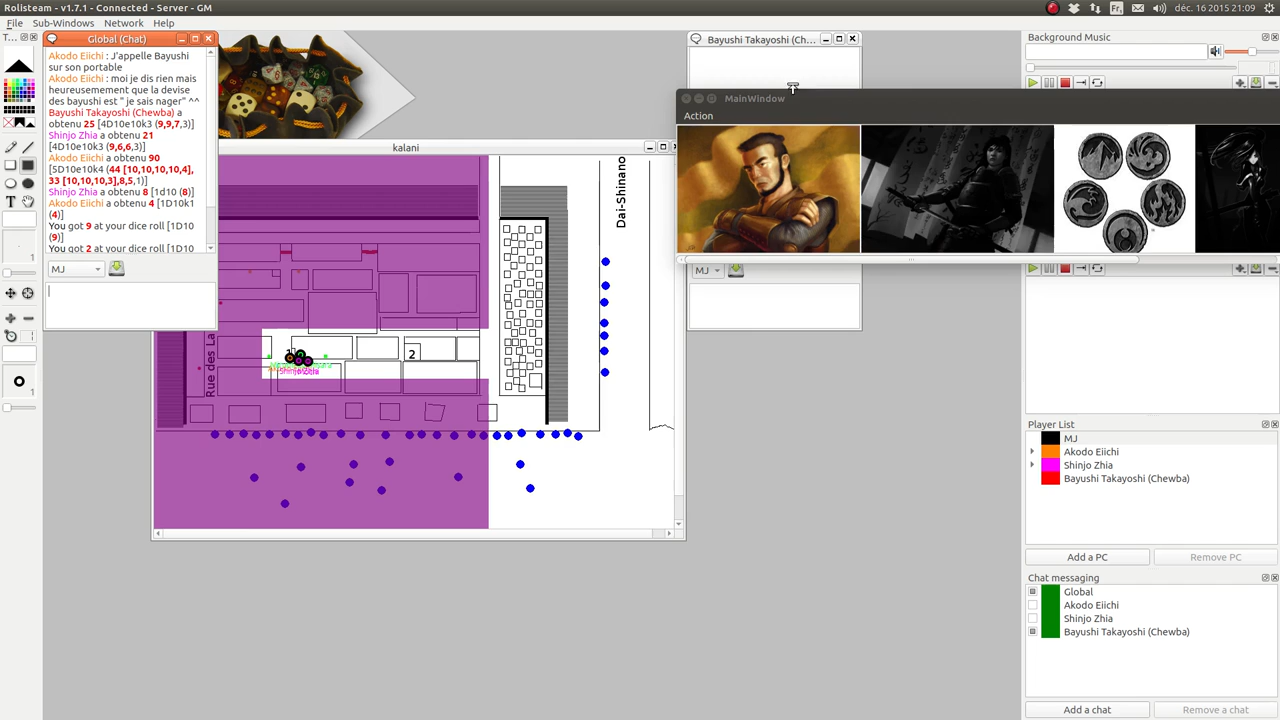 Rolisteam - v1.7.1 - Connected - Server - GM
Fr
déc. 16 2015 21:09
File Sub-Windows Network Help
T...
Global (Chat)
Akodo Eiichi : J'appelle Bayushi
sur son portable
Akodo Eiichi : moi je dis rien mais
heureusemement que la devise
des bayushi est " je sais nager" ^^
Bayushi Takayoshi (Chewba) a
obtenu 25 [4D10e10k3 (9,9,7,3)]
Shinjo Zhia a obtenu 21
[4D10e10k3 (9,6,6,3)]
Akodo Eiichi a obtenu 90
[5D10e10k4 (44 [10,10,10,10,4],
33 [10,10,10,3],8,5,1)]
Shinjo Zhia a obtenu 8 [1d10 (8)]
Akodo Eiichi a obtenu 4 [1D10
(4)]
You got 9 at your dice roll [1D10
(9)]
You got 2 at your dice roll [1D10
MJ
1
1
kalani
Rue des La
Dai-Shinano
2
Shinjo Zhia
Bayushi Takayoshi (Ch...
MainWindow
Action
MJ
Background Music
Player List
MJ
Akodo Eiichi
Shinjo Zhia
Bayushi Takayoshi (Chewba)
Add a PC
Remove PC
Chat messaging
Global
Akodo Eiichi
Shinjo Zhia
Bayushi Takayoshi (Chewba)
Add a chat
Remove a chat